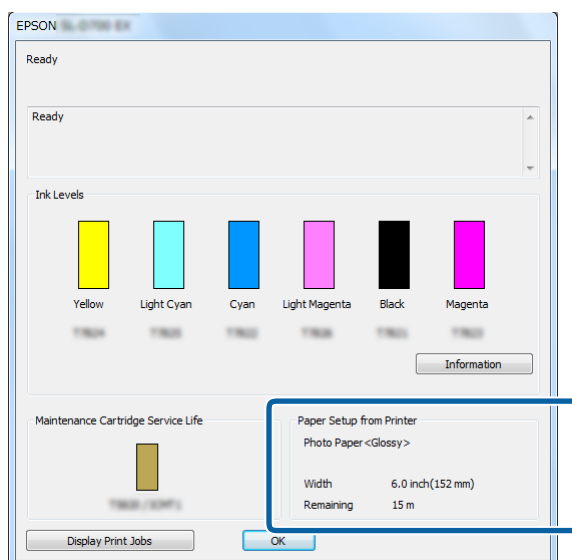 EPSON
Ready
Ready
Ink Levels
Yellow Light Cyan Cyan Light Magenta Black Magenta
Information
Maintenance Cartridge Service Life
Paper Setup from Printer
Photo Paper<Glossy>
Width 6.0 inch(152 mm)
Remaining 15 m
Display Print Jobs OK